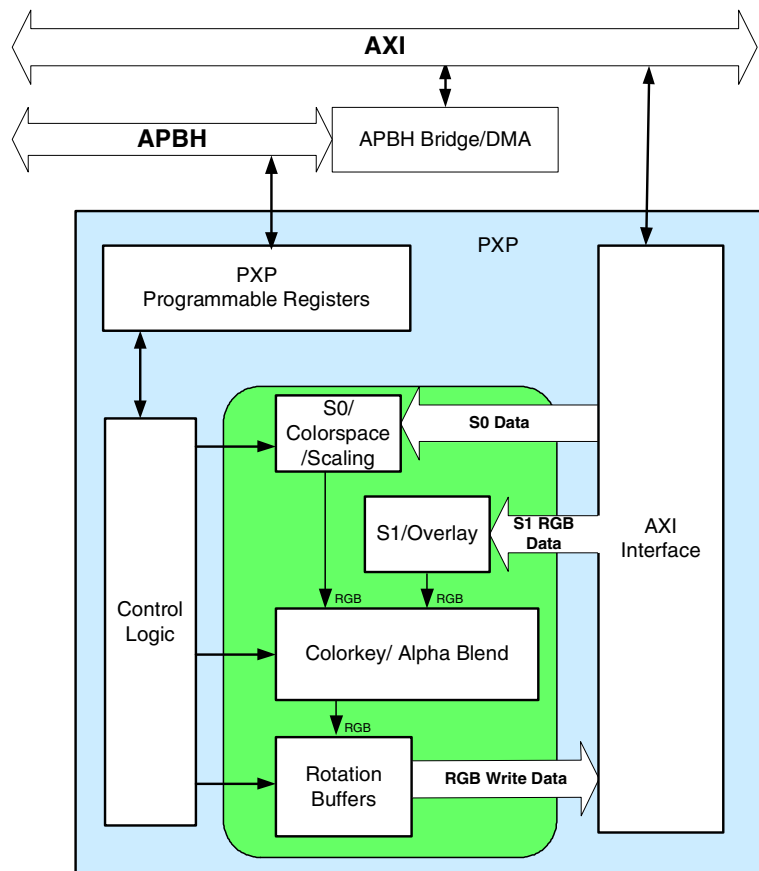 AXI
APBH
APBH Bridge/DMA
PXP
PXP
Programmable Registers
S0/
Colorspace
/Scaling
S0 Data
S1/Overlay
S1 RGB
Data
AXI
Interface
Control
Logic
RGB
RGB
Colorkey/ Alpha Blend
RGB
Rotation
Buffers
RGB Write Data